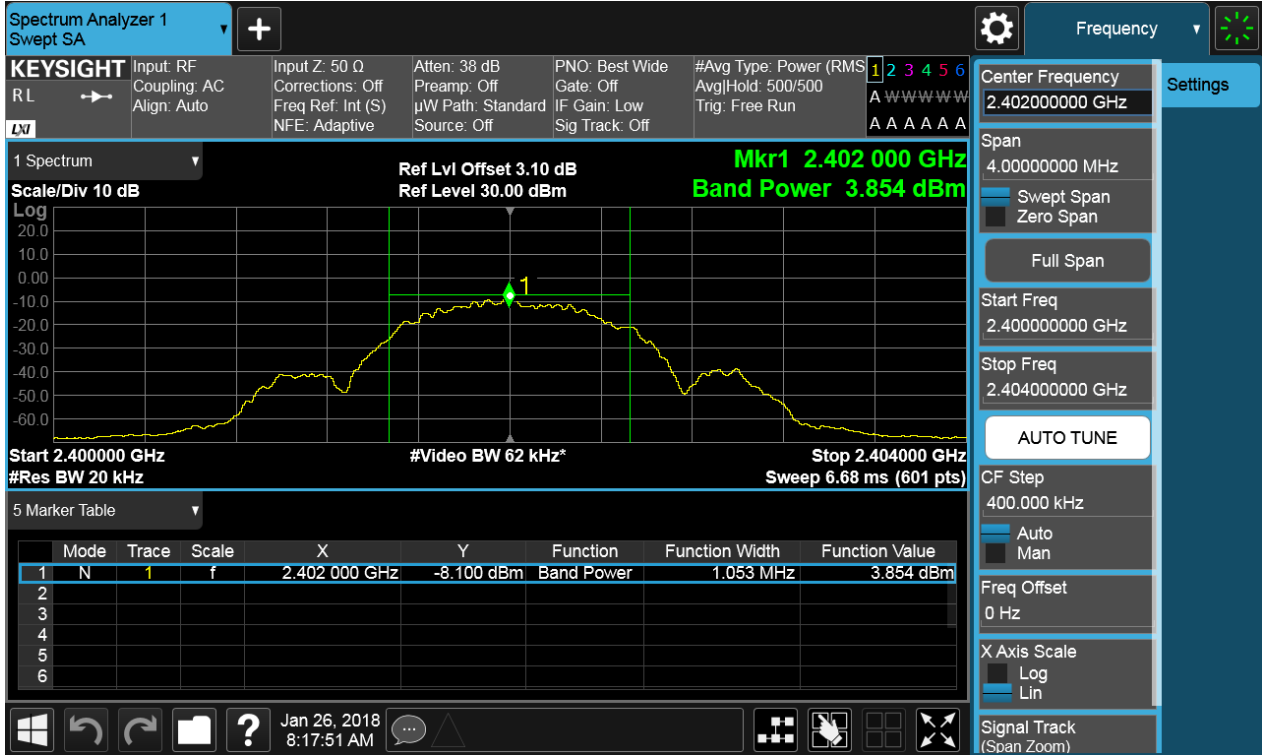 Spectrum Analyzer 1
Swept SA
Frequency
KEYSIGHT
R L
LXI
Input: RF
Coupling: AC
Align: Auto
Input Z: 50 Ω
Corrections: Off
Freq Ref: Int (S)
NFE: Adaptive
Atten: 38 dB
Preamp: Off
µW Path: Standard
Source: Off
PNO: Best Wide
Gate: Off
IF Gain: Low
Sig Track: Off
#Avg Type: Power (RMS
Avg|Hold: 500/500
Trig: Free Run
1 2 3 4 5 6
A W W W W W
A A A A A A
1 Spectrum
Scale/Div 10 dB
Ref Lvl Offset 3.10 dB
Ref Level 30.00 dBm
Mkr1 2.402 000 GHz
Band Power 3.854 dBm
Log
20.0
10.0
0.00
-10.0
-20.0
-30.0
-40.0
-50.0
-60.0
1
Start 2.400000 GHz
#Video BW 62 kHz*
Stop 2.404000 GHz
#Res BW 20 kHz
Sweep 6.68 ms (601 pts)
5 Marker Table
Mode Trace Scale X Y Function Function Width Function Value
1 N 1 f 2.402 000 GHz -8.100 dBm Band Power 1.053 MHz 3.854 dBm
2
3
4
5
6
Jan 26, 2018
8:17:51 AM
Center Frequency
2.402000000 GHz
Span
4.00000000 MHz
Swept Span
Zero Span
Full Span
Start Freq
2.400000000 GHz
Stop Freq
2.404000000 GHz
AUTO TUNE
CF Step
400.000 kHz
Auto
Man
Freq Offset
0 Hz
X Axis Scale
Log
Lin
Signal Track
(Span Zoom)
Settings